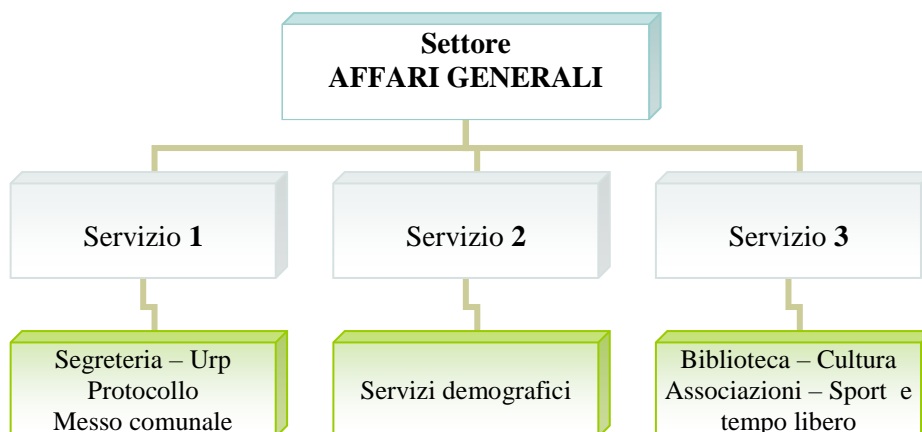 Settore
AFFARI GENERALI
Servizio 1
Servizio 2
Servizio 3
Segreteria – Urp
Protocollo
Messo comunale
Servizi demografici
Biblioteca – Cultura
Associazioni – Sport e
tempo libero